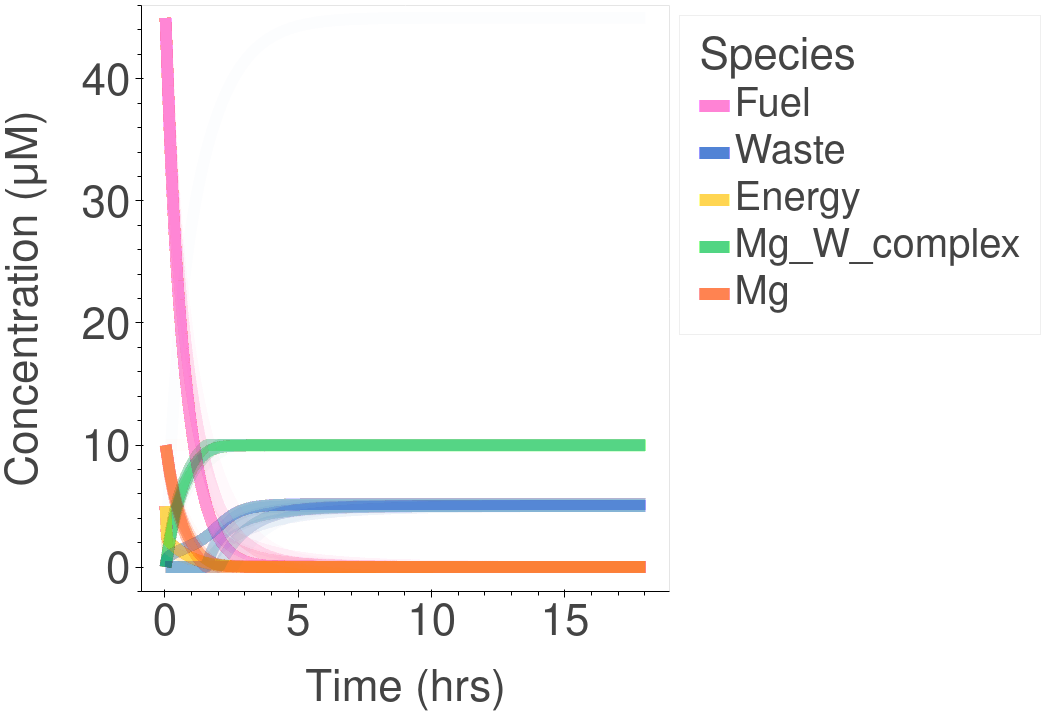 Concentration (μM)
40
30
20
10
0
0 5 10 15
Time (hrs)
Species
Fuel
Waste
Energy
Mg_W_complex
Mg